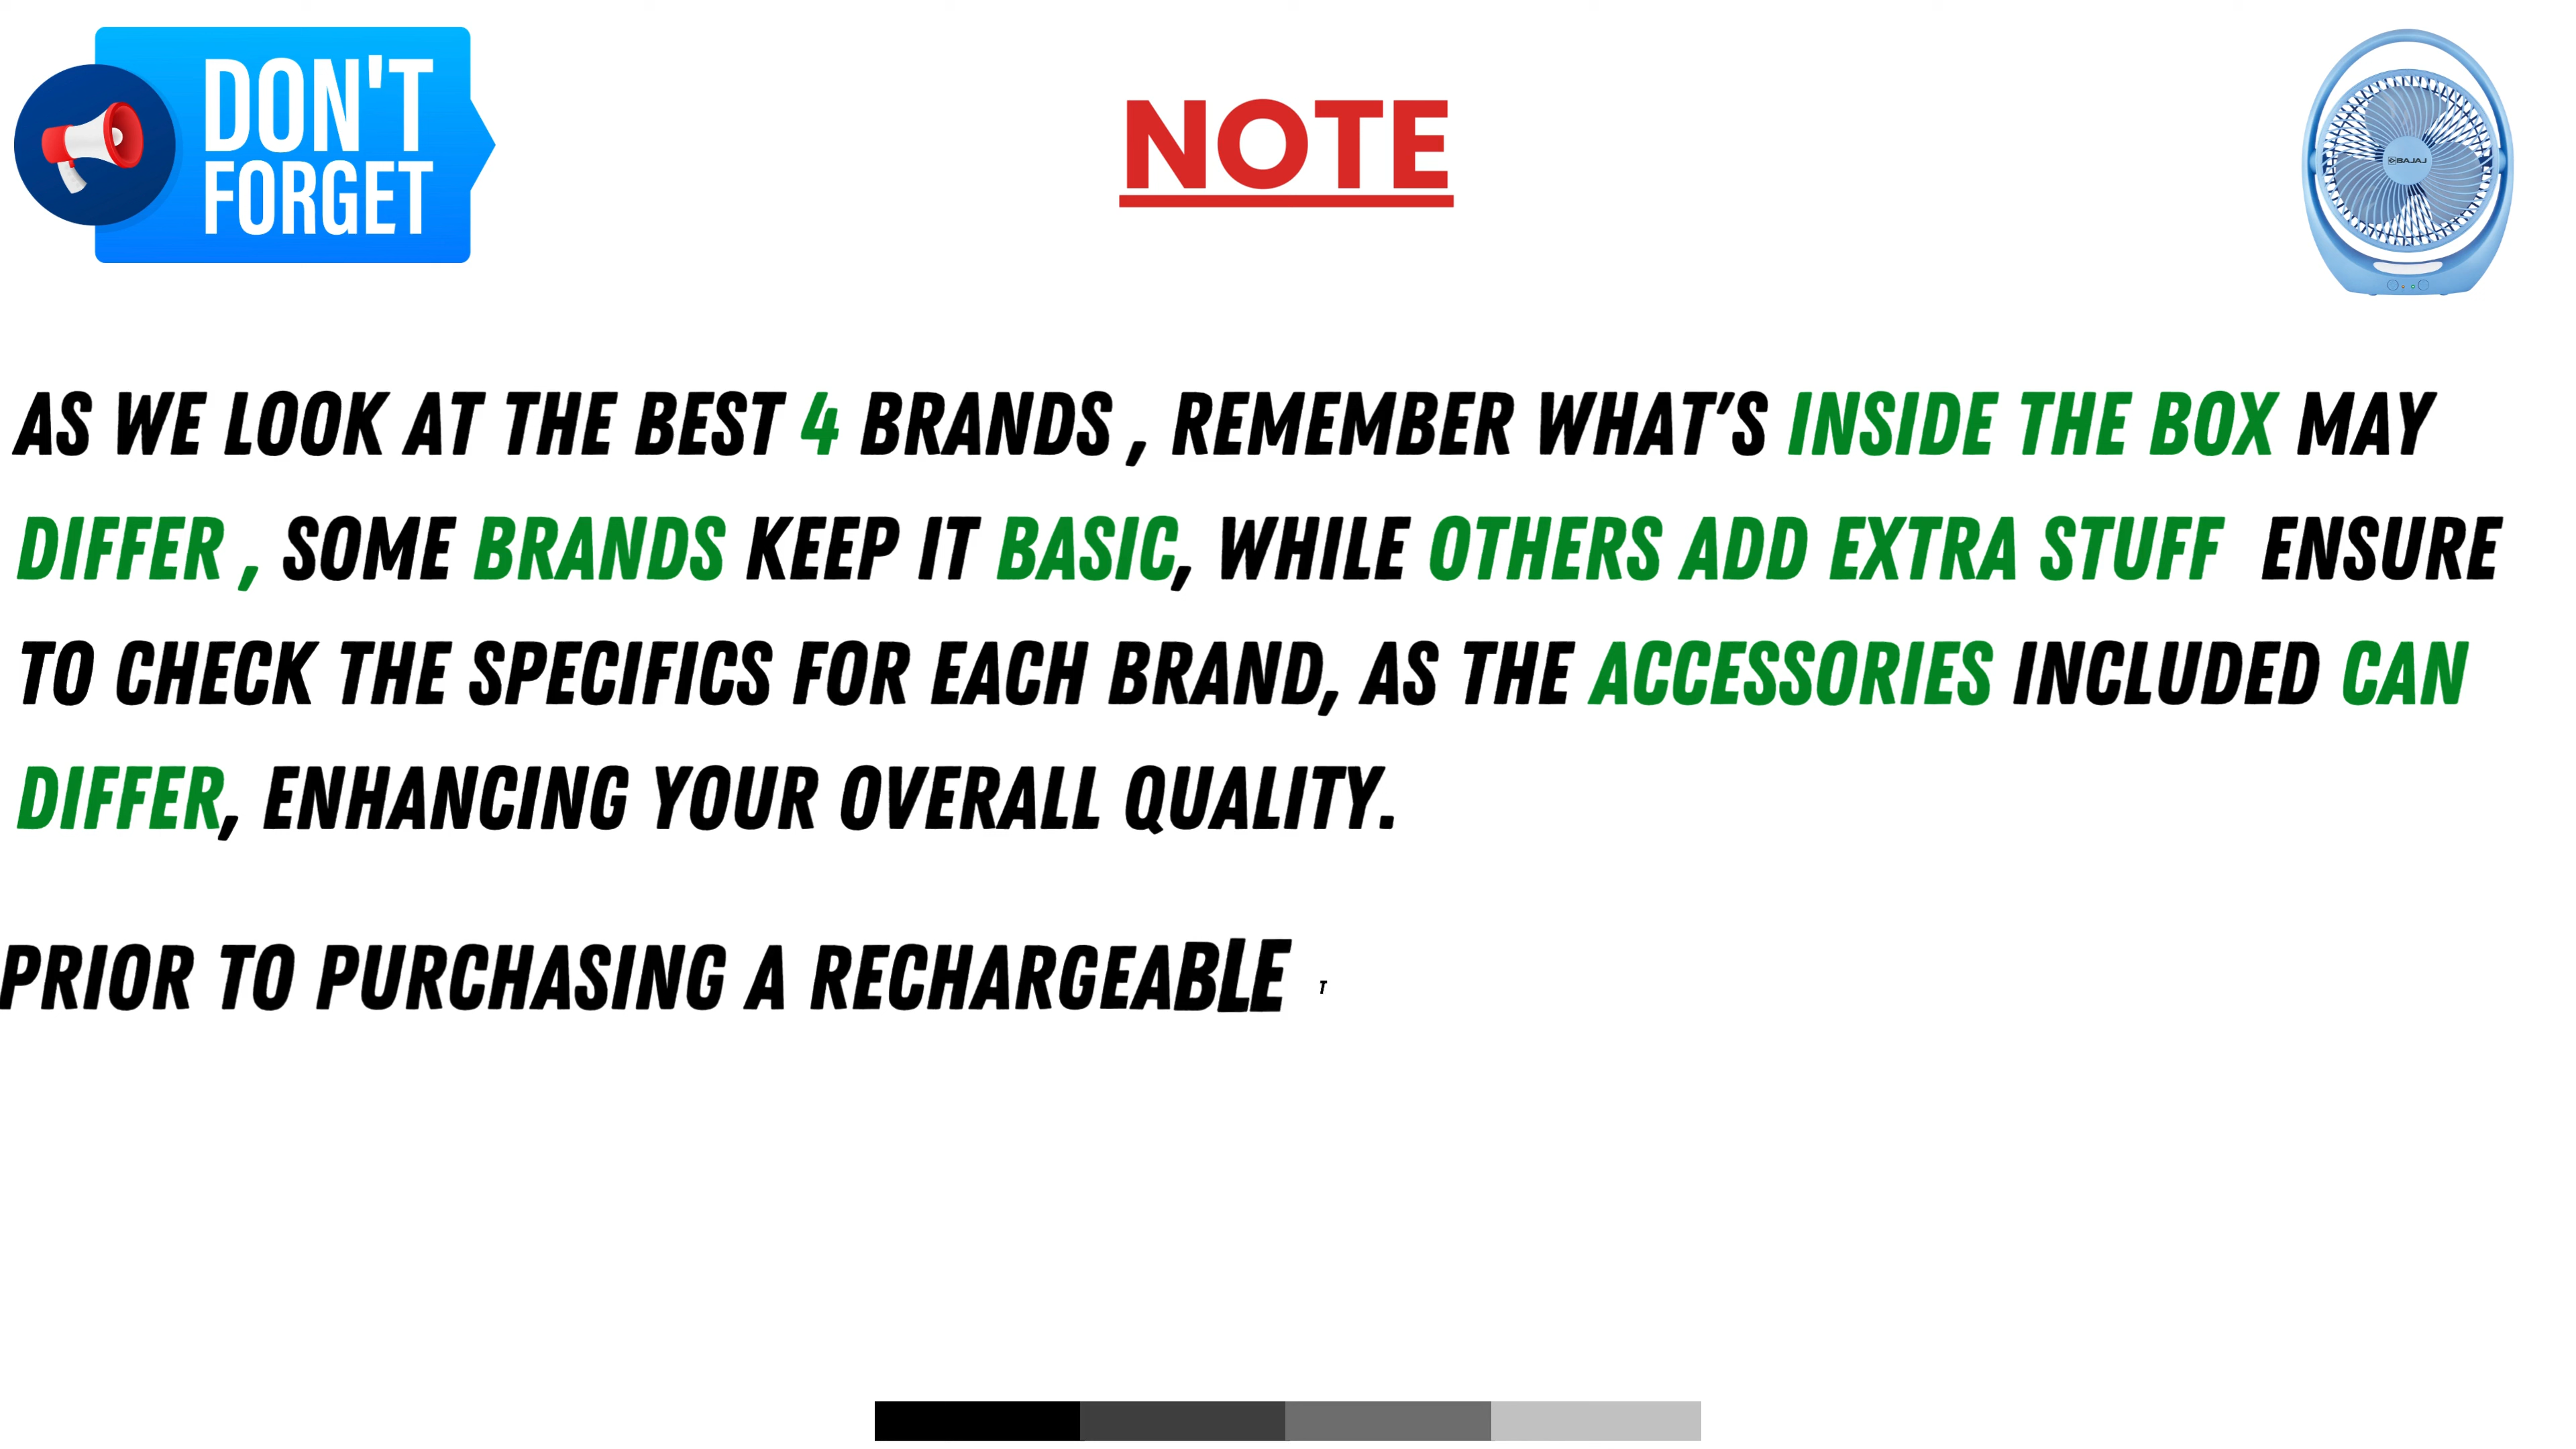 DON'T
FORGET
NOTE
BAJAJ
AS WE LOOK AT THE BEST 4 BRANDS , REMEMBER WHAT'S INSIDE THE BOX MAY
DIFFER , SOME BRANDS KEEP IT BASIC, WHILE OTHERS ADD EXTRA STUFF ENSURE
TO CHECK THE SPECIFICS FOR EACH BRAND, AS THE ACCESSORIES INCLUDED CAN
DIFFER, ENHANCING YOUR OVERALL QUALITY.
PRIOR TO PURCHASING A RECHARGEABLE T